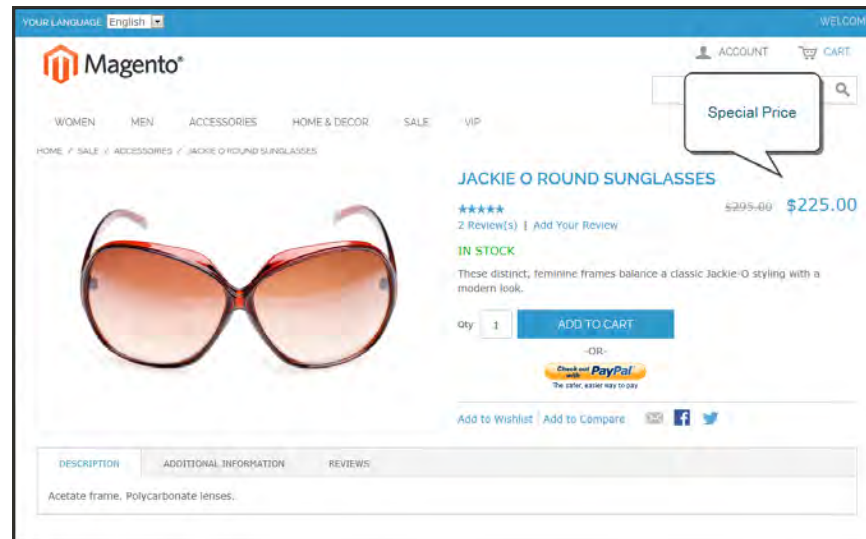 YOUR LANGUAGE: English
WELCOM
Magento®
ACCOUNT
CART
Special Price
WOMEN MEN ACCESSORIES HOME & DECOR SALE VIP
HOME / SALE / ACCESSORIES / JACKIE O ROUND SUNGLASSES
JACKIE O ROUND SUNGLASSES
$295.00 $225.00
2 Review(s) | Add Your Review
IN STOCK
These distinct, feminine frames balance a classic Jackie-O styling with a
modern look.
Qty 1 ADD TO CART
-OR-
Check out with PayPal
The safer, easier way to pay
Add to Wishlist | Add to Compare
DESCRIPTION ADDITIONAL INFORMATION REVIEWS
Acetate frame. Polycarbonate lenses.